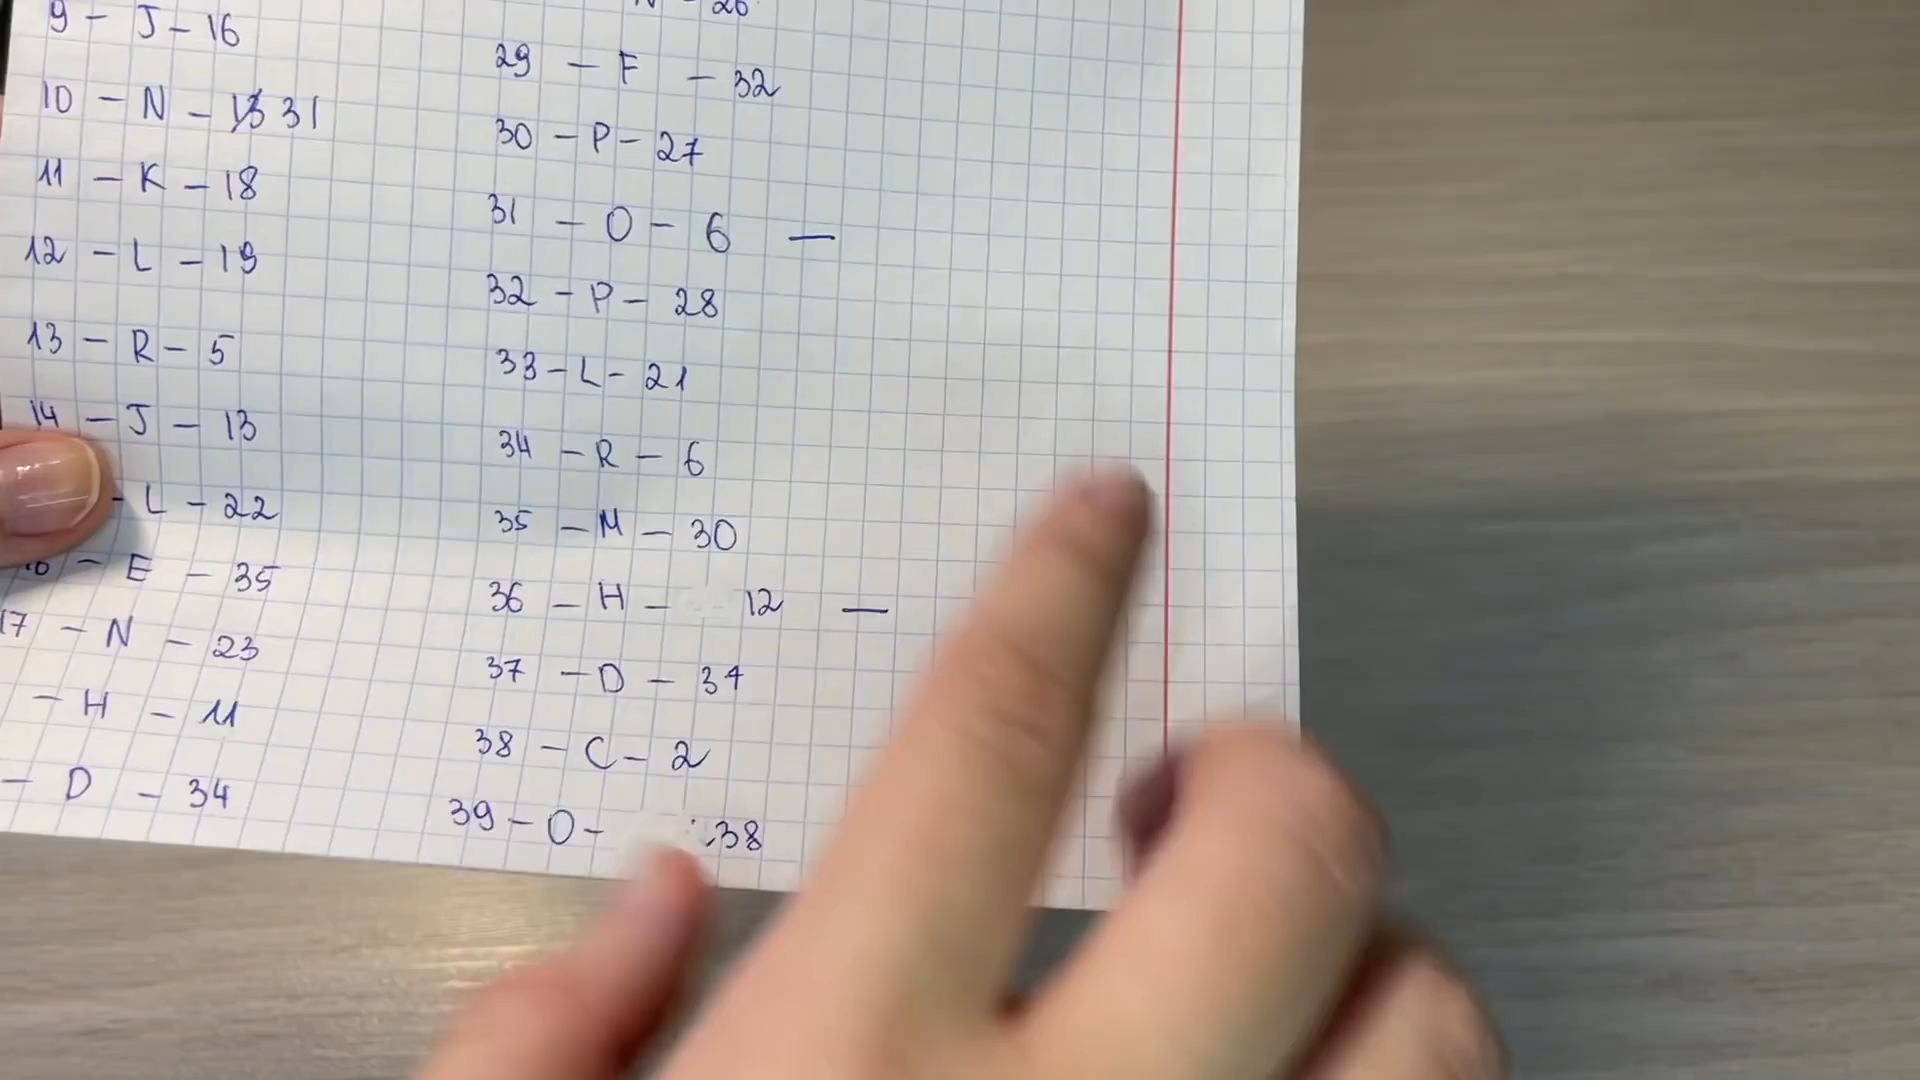 9 - J - 16
10 - N - 31
11 - K - 18
12 - L - 19
13 - R - 5
14 - J - 13
- L - 22
16 - E - 35
17 - N - 23
- H - 11
- D - 34
N - 26
29 - F - 32
30 - P - 27
31 - O - 6 —
32 - P - 28
33 - L - 21
34 - R - 6
35 - M - 30
36 - H - 12 —
37 - D - 34
38 - C - 2
39 - O - 38